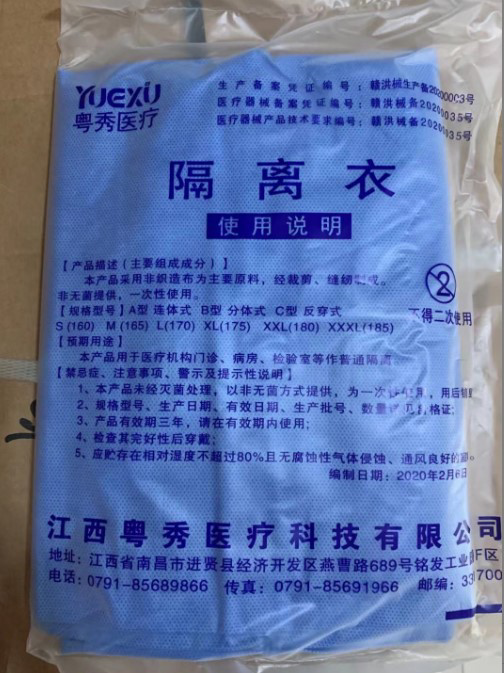 YUEXIU
粤秀医疗
生产备案凭证编号：赣洪械生产备20200003号
医疗器械备案凭证编号：赣洪械备2020 035号
医疗器械产品技术要求编号：赣洪械备202 035号
隔离衣
使用说明
【产品描述（主要组成成分）】
本产品采用非织造布为主要原料，经裁剪、缝纫制成。
非无菌提供，一次性使用。
【规格型号】A型 连体式 B型 分体式 C型 反穿式
S(160) M(165) L(170) XL(175) XXL(180) XXXL(185)
不得二次使用
【预期用途】
本产品用于医疗机构门诊、病房、检验室等作普通隔离
【禁忌症、注意事项、警示及提示性说明】
1、本产品未经灭菌处理，以非无菌方式提供，为一次性使用，用后销毁
2、规格型号、生产日期、有效日期、生产批号、数量 见 格证；
3、产品有效期三年，请在有效期内使用；
4、检查其完好性后穿戴；
5、应贮存在相对湿度不超过80%且无腐蚀性气体侵蚀、通风良好的
编制日期：2020年2月 日
江西粤秀医疗科技有限公司
地址：江西省南昌市进贤县经济开发区燕曹路689号铭发工业园F区
电话：0791-85689866 传真：0791-85691966 邮编：33 700